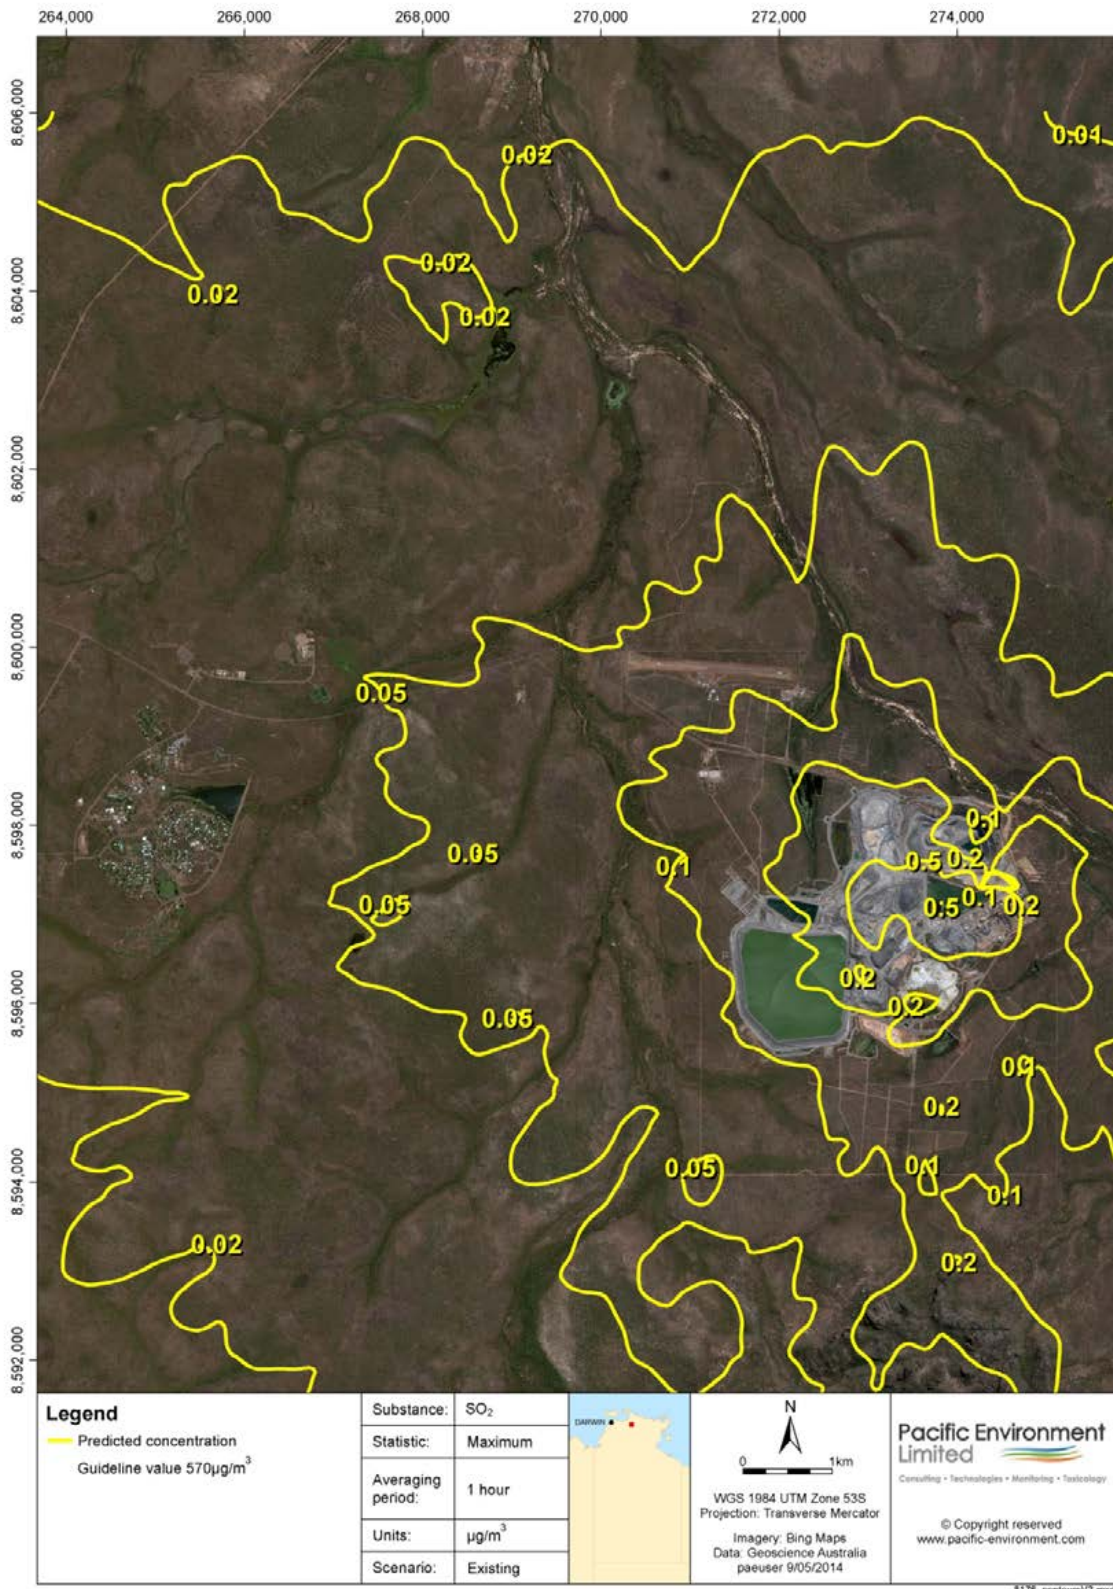 264,000
266,000
268,000
270,000
272,000
274,000
8,606,000
0.01
0.02
0.02
0.02
8,604,000
0.02
8,602,000
8,600,000
0.05
8,598,000
0.1
0.05
0.1
0.5
0.2
0.05
0.5
0.1
0.2
8,596,000
0.2
0.2
0.05
0.1
0.2
8,594,000
0.05
0.1
0.1
0.02
0.2
8,592,000
Legend
Predicted concentration
Guideline value 570µg/m³
Substance: SO₂
Statistic: Maximum
Averaging period: 1 hour
Units: µg/m³
Scenario: Existing
DARWIN
N
0 1km
WGS 1984 UTM Zone 53S
Projection: Transverse Mercator
Imagery: Bing Maps
Data: Geoscience Australia
paeuser 9/05/2014
Pacific Environment
Limited
Consulting • Technologies • Monitoring • Toxicology
© Copyright reserved
www.pacific-environment.com